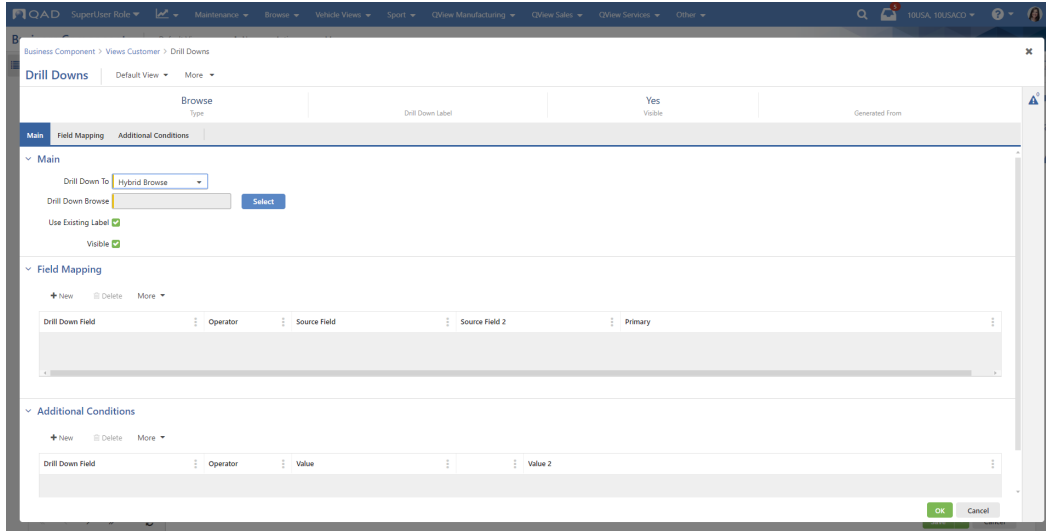 QAD SuperUser Role Maintenance Browse Vehicle Views Sport QView Manufacturing QView Sales QView Services Other 10USA, 10USACO
Business Component > Views Customer > Drill Downs
Drill Downs Default View More
Browse Yes
Type Drill Down Label Visible Generated From
Main Field Mapping Additional Conditions
Main
Drill Down To Hybrid Browse
Drill Down Browse Select
Use Existing Label
Visible
Field Mapping
+ New Delete More
Drill Down Field Operator Source Field Source Field 2 Primary
Additional Conditions
+ New Delete More
Drill Down Field Operator Value Value 2
OK Cancel